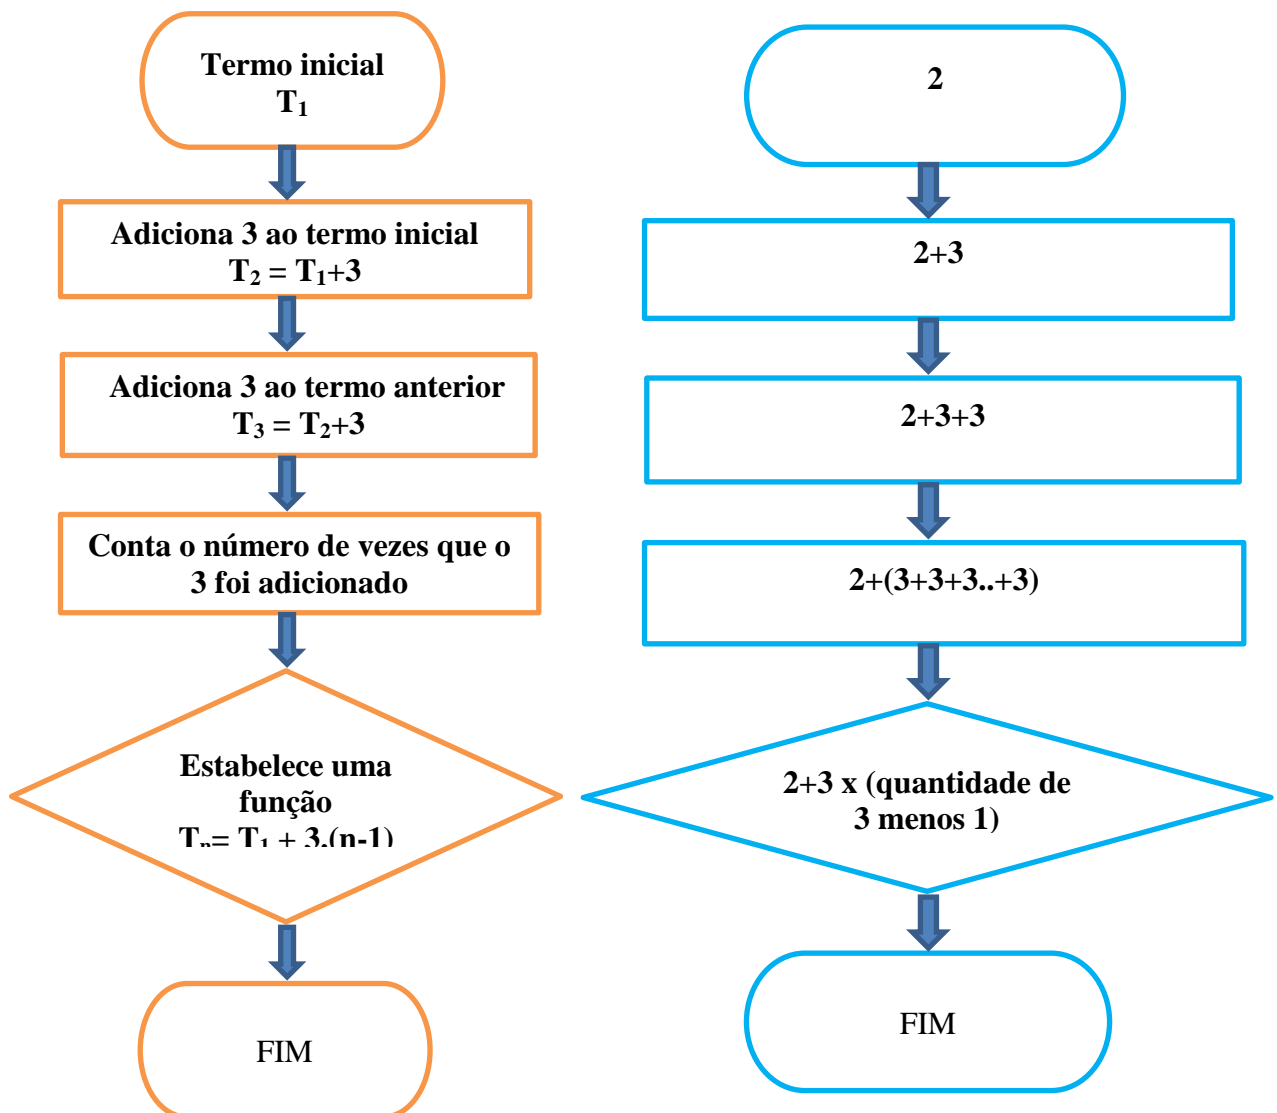 Termo inicial
T₁
Adiciona 3 ao termo inicial
T₂ = T₁+3
Adiciona 3 ao termo anterior
T₃ = T₂+3
Conta o número de vezes que o
3 foi adicionado
Estabelece uma
função
Tₙ= T₁ + 3.(n-1)
FIM
2
2+3
2+3+3
2+(3+3+3..+3)
2+3 x (quantidade de
3 menos 1)
FIM